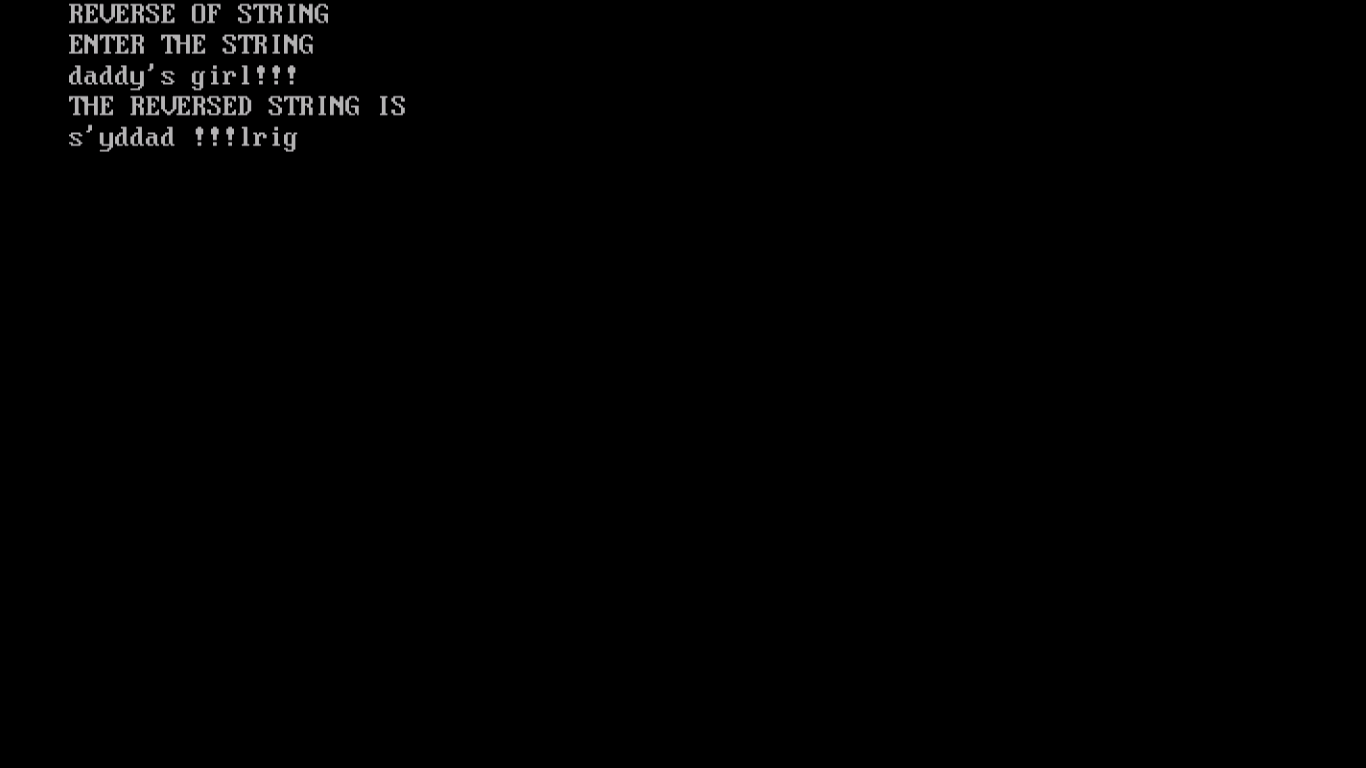 REVERSE OF STRING
ENTER THE STRING
daddy's girl!!!
THE REVERSED STRING IS
s'yddad !!!lrig